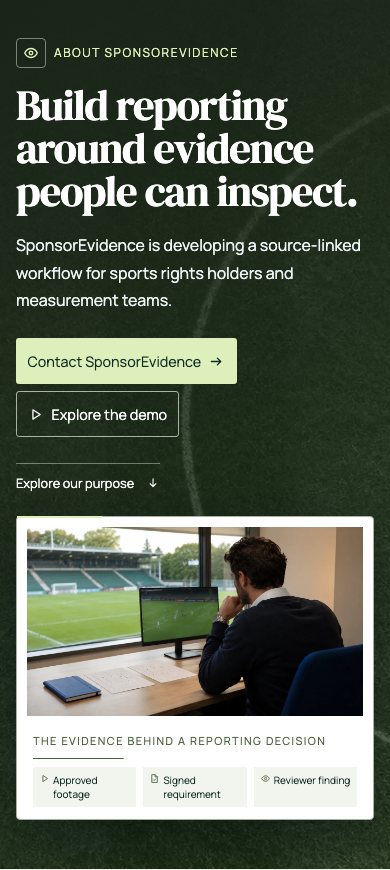 ABOUT SPONSOREVIDENCE
Build reporting
around evidence
people can inspect.
SponsorEvidence is developing a source-linked
workflow for sports rights holders and
measurement teams.
Contact SponsorEvidence →
Explore the demo
Explore our purpose ↓
THE EVIDENCE BEHIND A REPORTING DECISION
Approved
footage
Signed
requirement
Reviewer finding